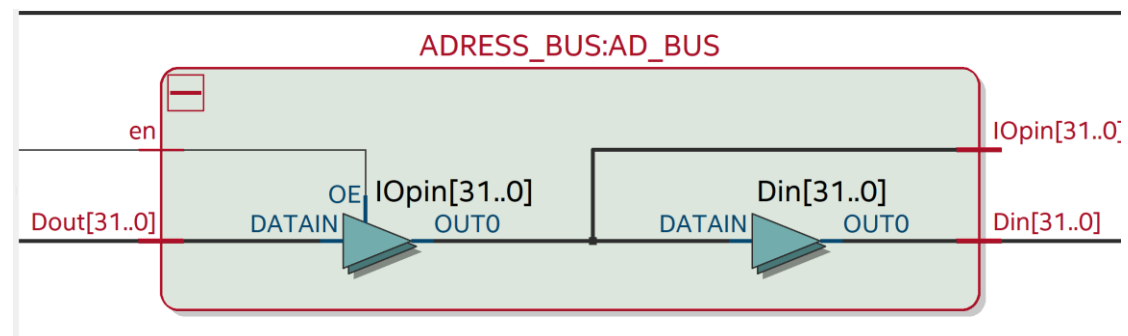 ADRESS_BUS:AD_BUS
en
IOpin[31..0]
OE IOpin[31..0] Din[31..0]
Dout[31..0] DATAIN OUT0 DATAIN OUT0 Din[31..0]